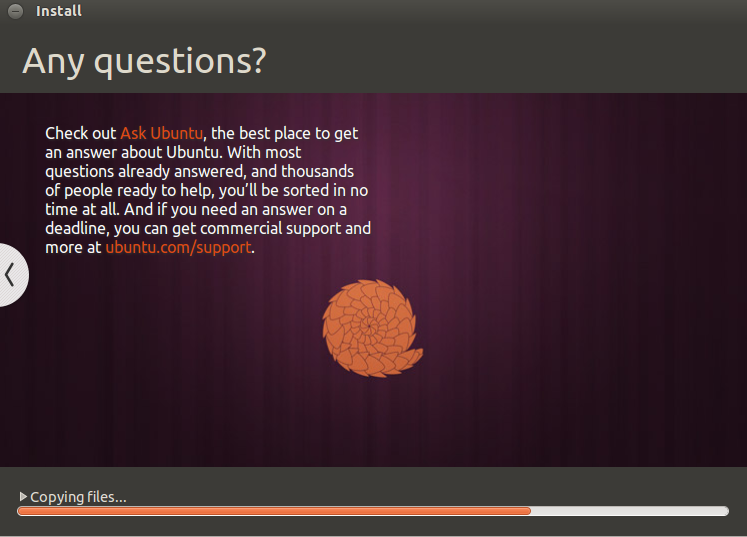 Install
Any questions?
Check out Ask Ubuntu, the best place to get
an answer about Ubuntu. With most
questions already answered, and thousands
of people ready to help, you’ll be sorted in no
time at all. And if you need an answer on a
deadline, you can get commercial support and
more at ubuntu.com/support.
Copying files...